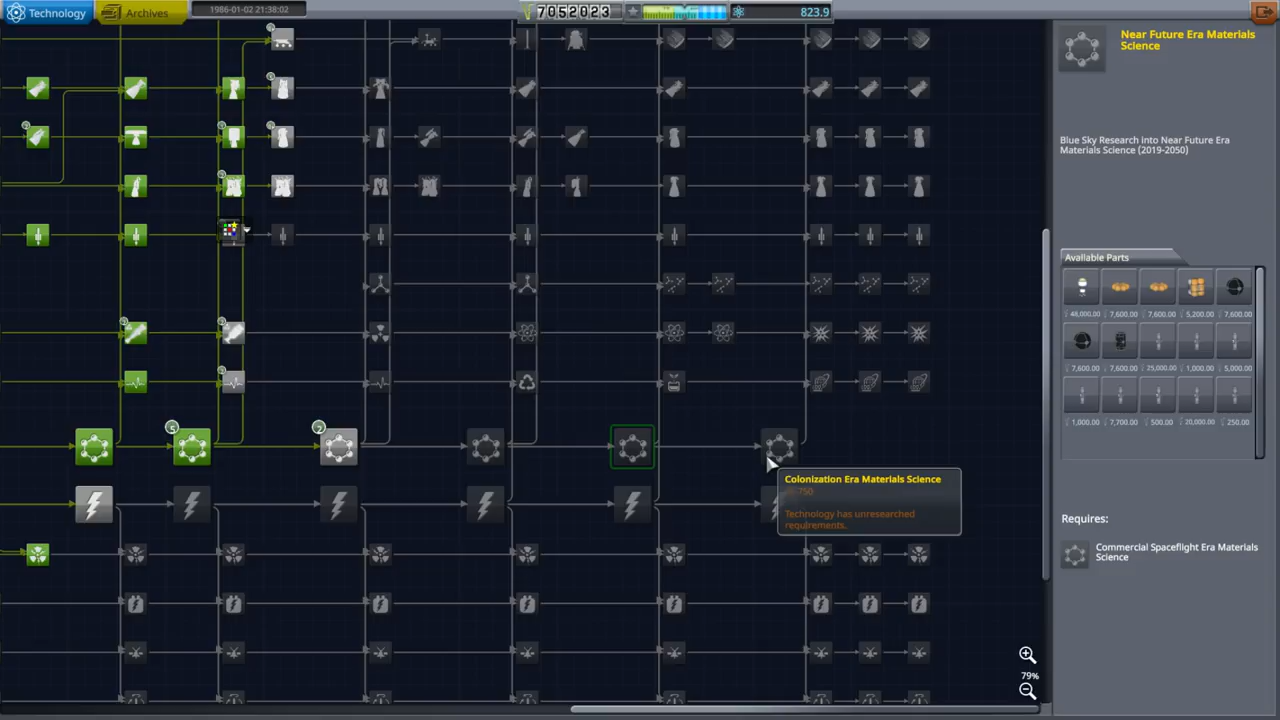 Technology
Archives
1986-01-02 21:38:02
7052023
823.9
Near Future Era Materials
Science
Blue Sky Research into Near Future Era
Materials Science (2019-2050)
Available Parts
48,000.00 7,600.00 7,600.00 5,200.00 7,600.00
7,600.00 7,600.00 25,000.00 1,000.00 5,000.00
1,000.00 7,700.00 500.00 20,000.00 250.00
5
2
Colonization Era Materials Science
750
Technology has unresearched
requirements.
Requires:
Commercial Spaceflight Era Materials
Science
79%